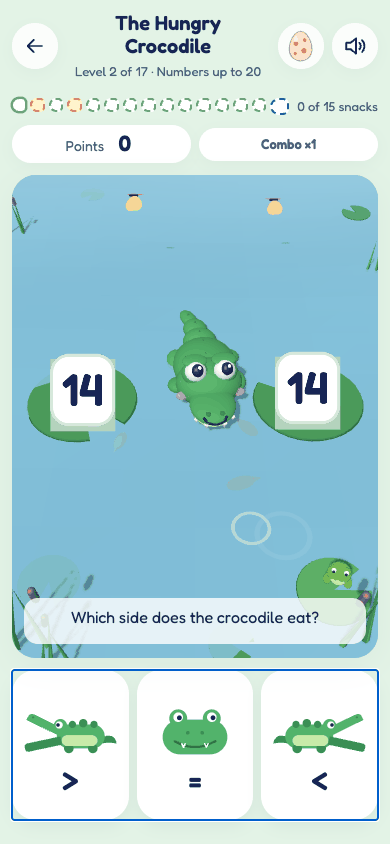 The Hungry
Crocodile
Level 2 of 17 · Numbers up to 20
0 of 15 snacks
Points 0
Combo ×1
14
14
Which side does the crocodile eat?
> = <